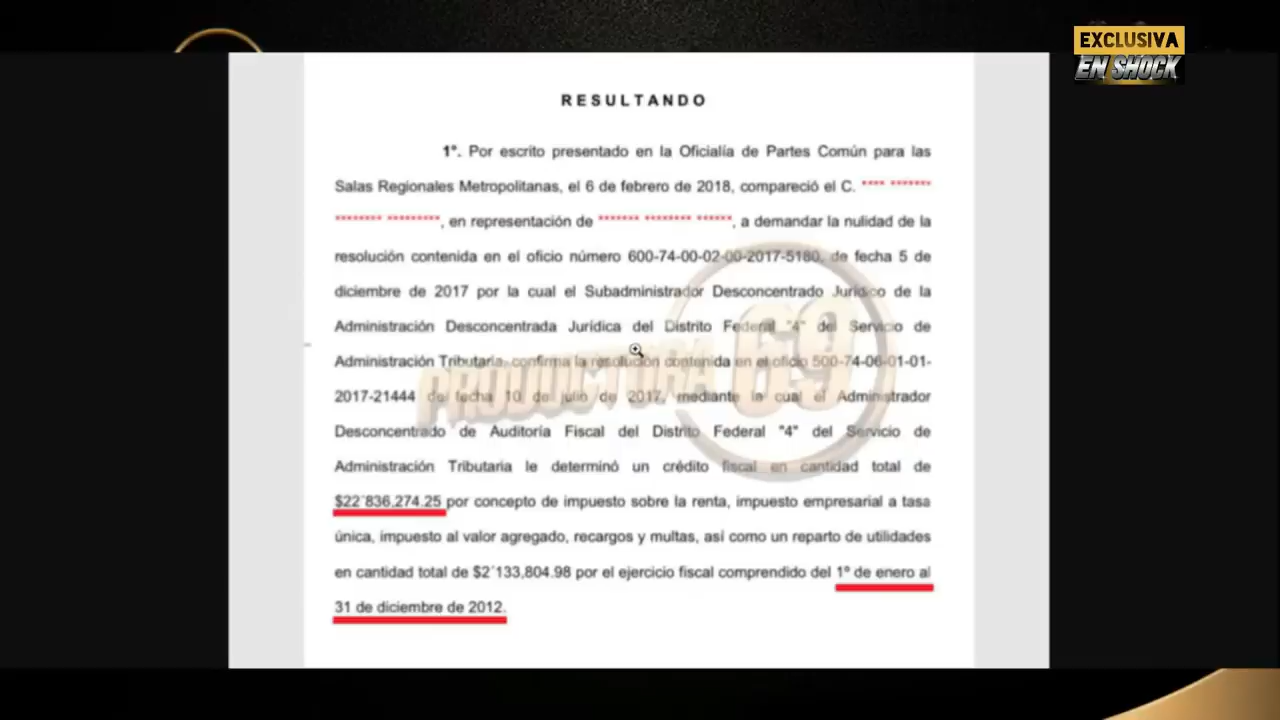 EXCLUSIVA
EN SHOCK
RESULTANDO
1°. Por escrito presentado en la Oficialía de Partes Común para las
Salas Regionales Metropolitanas, el 6 de febrero de 2018, compareció el C. **** *******
******** *********, en representación de ******* ******** ******, a demandar la nulidad de la
resolución contenida en el oficio número 600-74-00-02-00-2017-5180, de fecha 5 de
diciembre de 2017 por la cual el Subadministrador Desconcentrado Jurídico de la
Administración Desconcentrada Jurídica del Distrito Federal "4" del Servicio de
Administración Tributaria, confirma la resolución contenida en el oficio 500-74-06-01-01-
2017-21444 de fecha 10 de julio de 2017, mediante la cual el Administrador
Desconcentrado de Auditoría Fiscal del Distrito Federal "4" del Servicio de
Administración Tributaria le determinó un crédito fiscal en cantidad total de
$22´836,274.25 por concepto de impuesto sobre la renta, impuesto empresarial a tasa
única, impuesto al valor agregado, recargos y multas, así como un reparto de utilidades
en cantidad total de $2´133,804.98 por el ejercicio fiscal comprendido del 1º de enero al
31 de diciembre de 2012.
PRODUCTORA 69